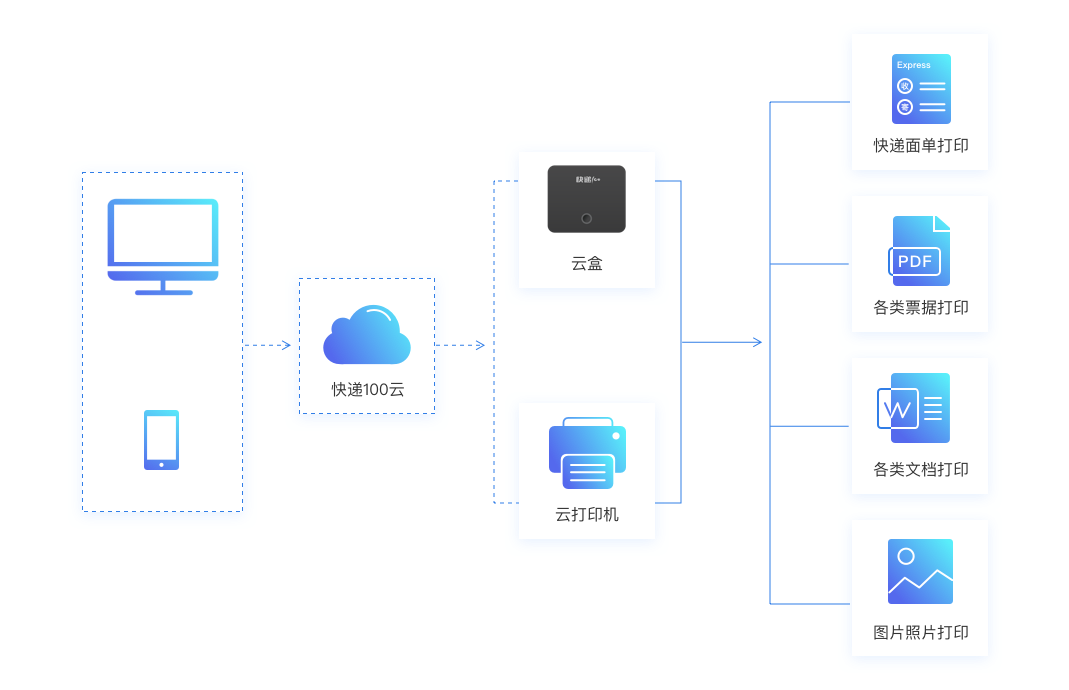 快递100云
快递100
云盒
云打印机
Express
收
寄
快递面单打印
PDF
各类票据打印
W
各类文档打印
图片照片打印